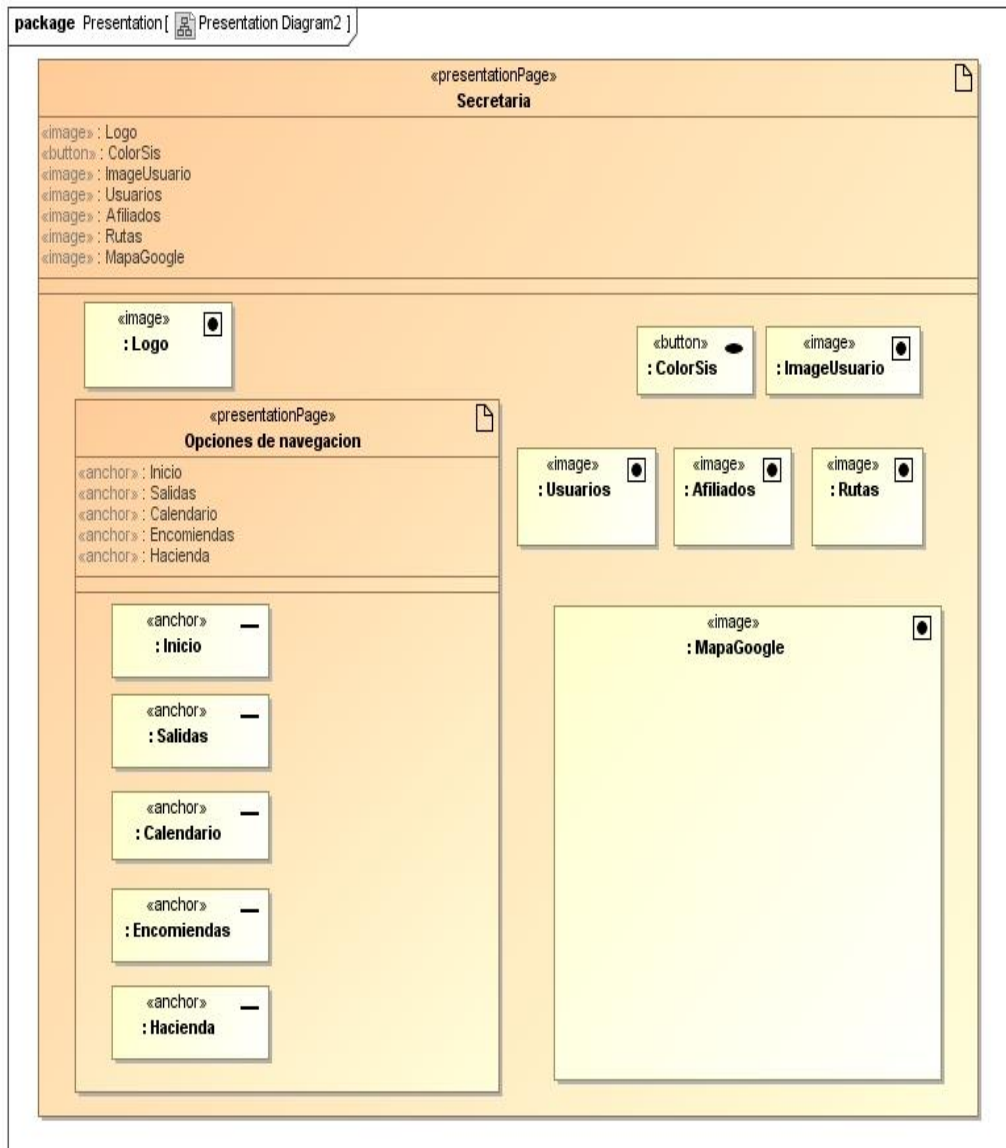 package Presentation [ Presentation Diagram2 ]
«presentationPage»
Secretaria
«image» : Logo
«button» : ColorSis
«image» : ImageUsuario
«image» : Usuarios
«image» : Afiliados
«image» : Rutas
«image» : MapaGoogle
«image»
: Logo
«button»
: ColorSis
«image»
: ImageUsuario
«presentationPage»
Opciones de navegacion
«anchor» : Inicio
«anchor» : Salidas
«anchor» : Calendario
«anchor» : Encomiendas
«anchor» : Hacienda
«image»
: Usuarios
«image»
: Afiliados
«image»
: Rutas
«anchor»
: Inicio
«anchor»
: Salidas
«anchor»
: Calendario
«anchor»
: Encomiendas
«anchor»
: Hacienda
«image»
: MapaGoogle